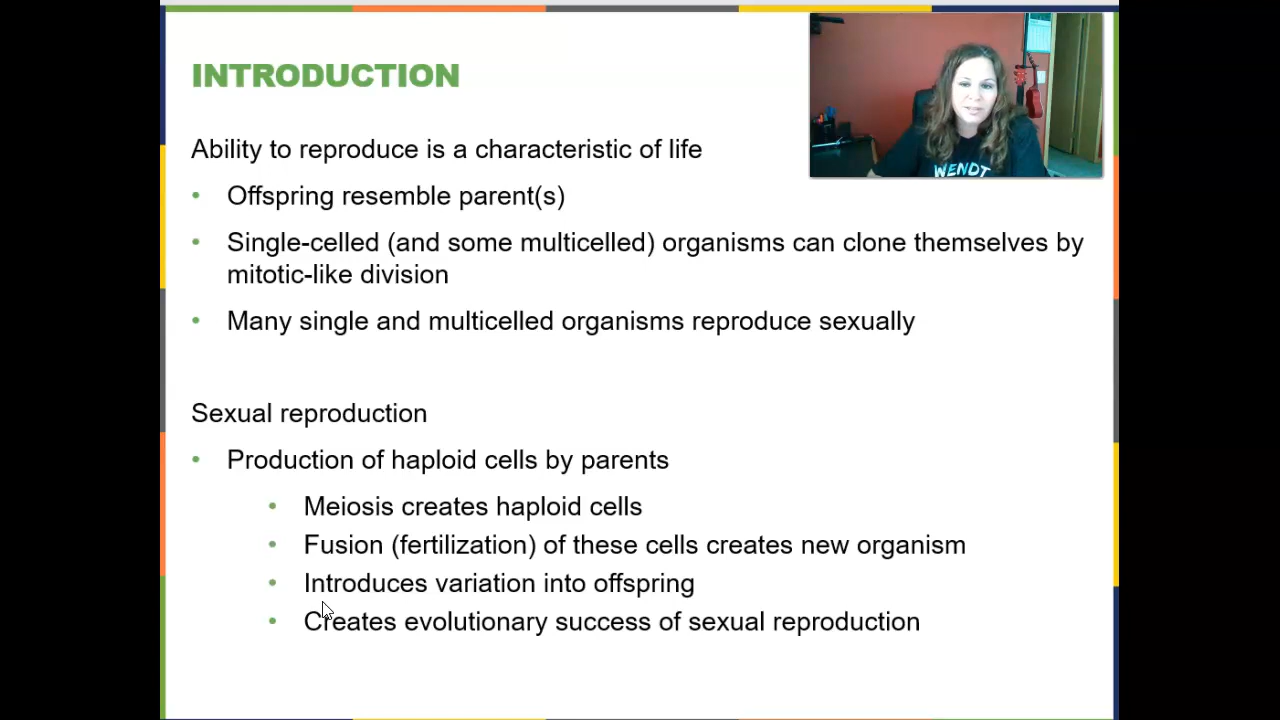 INTRODUCTION
WENDT
Ability to reproduce is a characteristic of life
• Offspring resemble parent(s)
• Single-celled (and some multicelled) organisms can clone themselves by
mitotic-like division
• Many single and multicelled organisms reproduce sexually
Sexual reproduction
• Production of haploid cells by parents
• Meiosis creates haploid cells
• Fusion (fertilization) of these cells creates new organism
• Introduces variation into offspring
• Creates evolutionary success of sexual reproduction